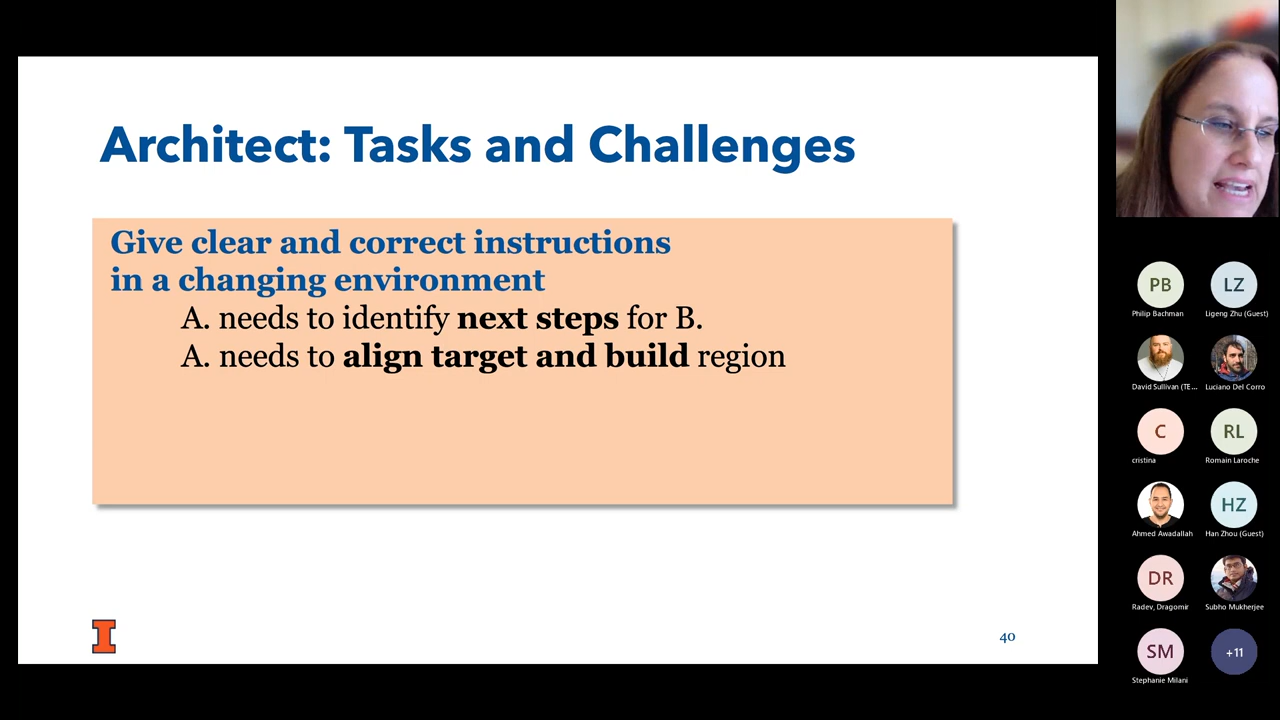 Architect: Tasks and Challenges
Give clear and correct instructions
in a changing environment
A. needs to identify next steps for B.
A. needs to align target and build region
I
40
PB
LZ
Philip Bachman
Ligeng Zhu (Guest)
David Sullivan (TE...
Luciano Del Corro
C
RL
cristina
Romain Laroche
HZ
Ahmed Awadallah
Han Zhou (Guest)
DR
Radev, Dragomir
Subho Mukherjee
SM
+11
Stephanie Milani